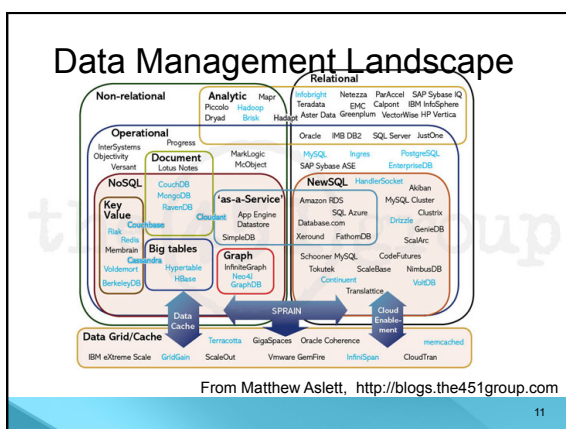 Data Management Landscape
Relational
Non-relational
Analytic
Mapr
Piccolo
Hadoop
Dryad
Brisk
Hadapt
Infobright
Netezza
ParAccel
SAP Sybase IQ
Teradata
EMC
Calpont
IBM InfoSphere
Aster Data
Greenplum
VectorWise
HP Vertica
Operational
Oracle
IMB DB2
SQL Server
JustOne
InterSystems
Progress
Objectivity
Versant
Document
Lotus Notes
MarkLogic
McObject
MySQL
Ingres
PostgreSQL
SAP Sybase ASE
EnterpriseDB
NoSQL
CouchDB
MongoDB
RavenDB
Cloudant
Key
Value
Couchbase
Riak
Redis
Membrain
Cassandra
Voldemort
BerkeleyDB
Big tables
Hypertable
HBase
'as-a-Service'
App Engine
Datastore
SimpleDB
Graph
InfiniteGraph
Neo4J
GraphDB
NewSQL
HandlerSocket
Akiban
Amazon RDS
MySQL Cluster
SQL Azure
Clustrix
Database.com
Drizzle
GenieDB
Xeround
FathomDB
ScalArc
Schooner MySQL
CodeFutures
Tokutek
ScaleBase
NimbusDB
Continuent
VoltDB
Translattice
Data
Cache
SPRAIN
Cloud
Enable-
ment
Data Grid/Cache
Terracotta
GigaSpaces
Oracle Coherence
memcached
IBM eXtreme Scale
GridGain
ScaleOut
Vmware GemFire
InfiniSpan
CloudTran
From Matthew Aslett, http://blogs.the451group.com
11